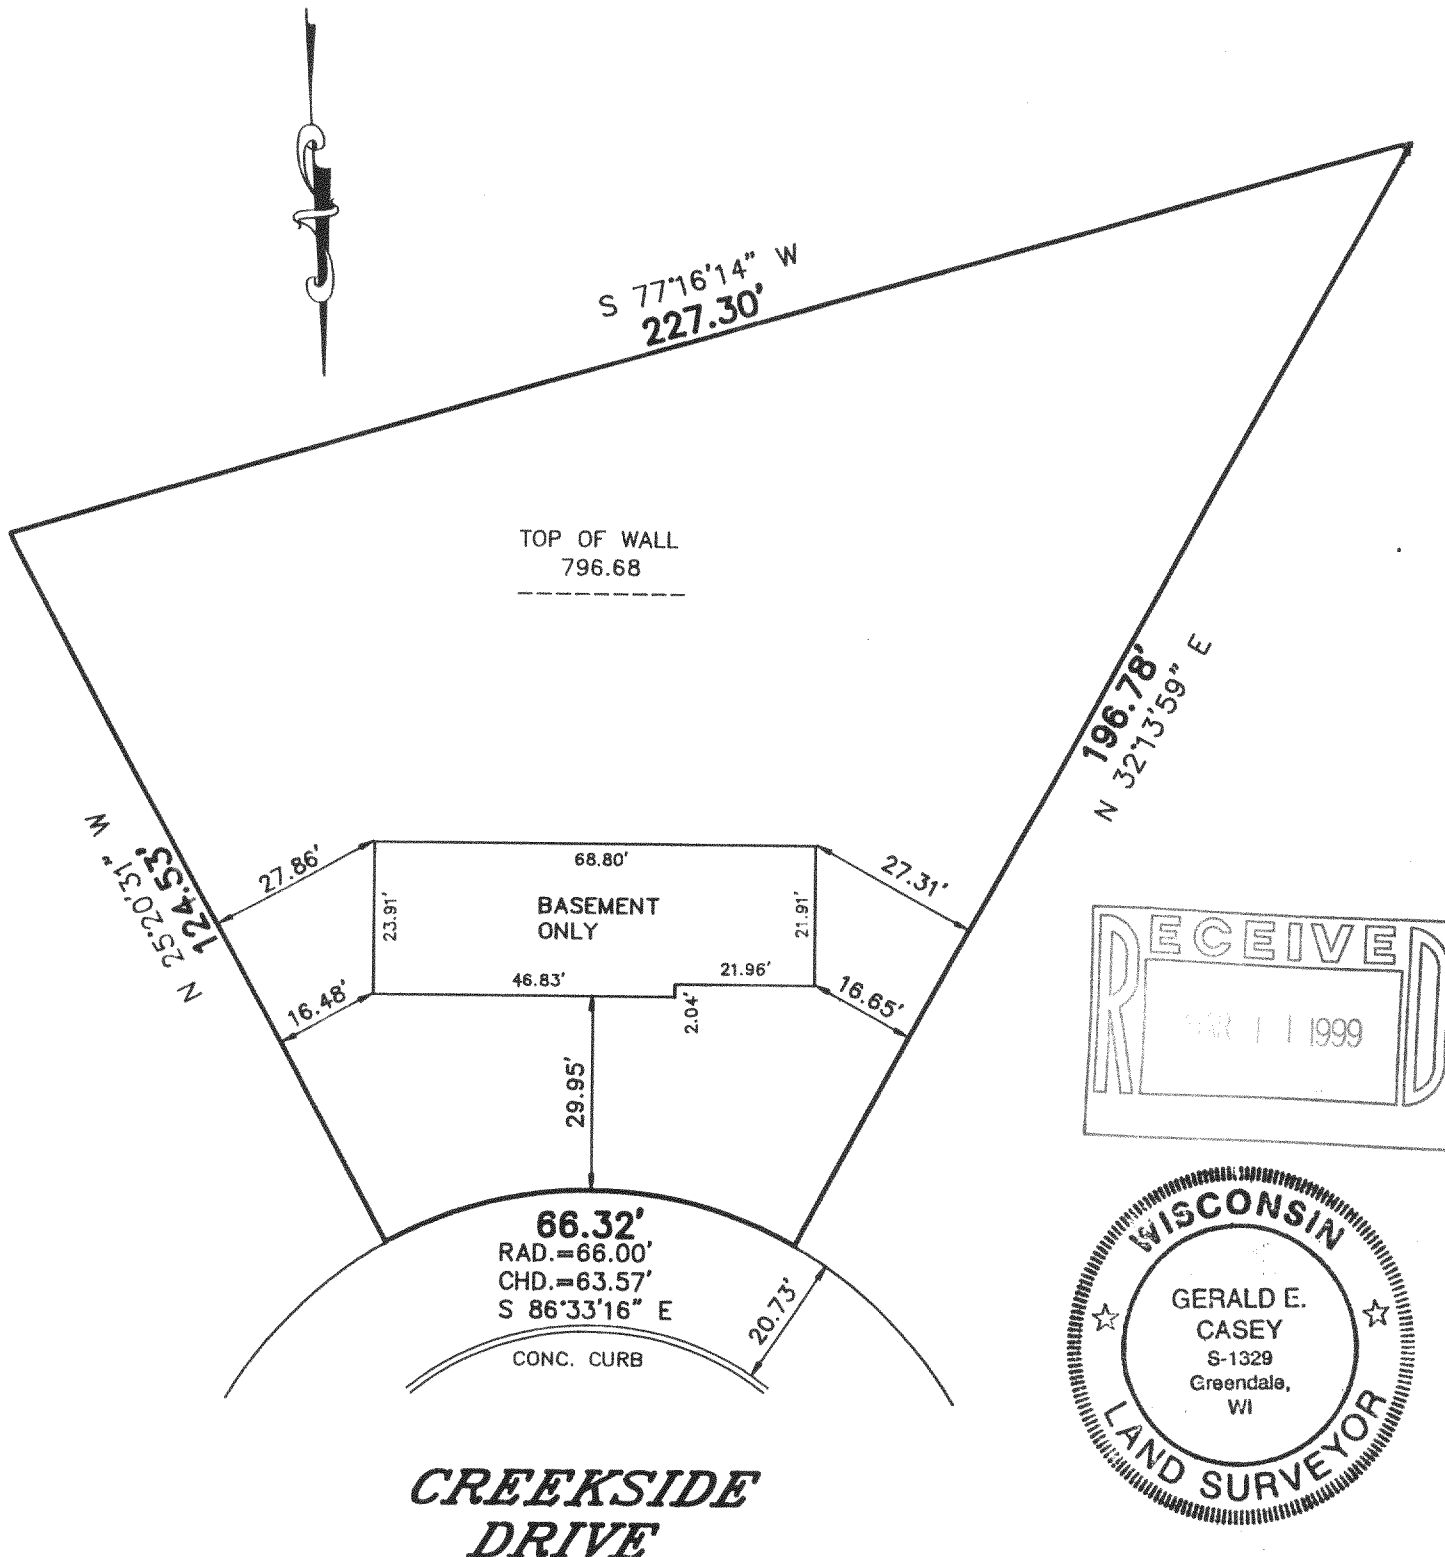 S 77°16'14" W
227.30'
TOP OF WALL
796.68
196.78'
N 32°13'59" E
N 25°20'31" W
124.53'
27.86'
68.80'
27.31'
23.91'
BASEMENT
ONLY
21.91'
46.83'
21.96'
16.48'
2.04'
16.65'
29.95'
RECEIVED
1999
66.32'
RAD.=66.00'
CHD.=63.57'
S 86°33'16" E
20.73'
CONC. CURB
WISCONSIN
GERALD E.
CASEY
S-1329
Greendale,
WI
LAND SURVEYOR
CREEKSIDE
DRIVE